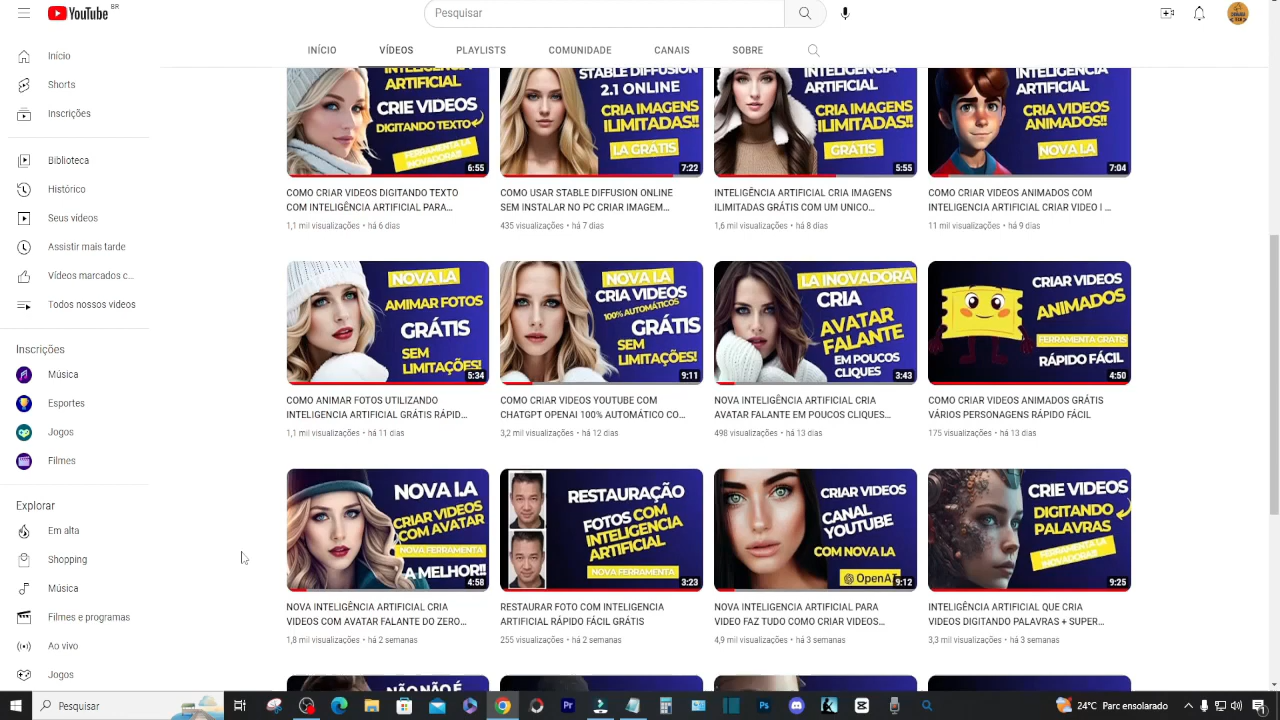 YouTube BR
Pesquisar
INÍCIO VÍDEOS PLAYLISTS COMUNIDADE CANAIS SOBRE
Início
Shorts
Inscrições
Biblioteca
Histórico
Seus vídeos
Assistir mais tarde
Vídeos marcados c...
Todos nossos vídeos
Inscrições
Música
Esportes
Jogos
Filmes
Explorar
Em alta
Shopping
Música
Filmes e programas
Ao vivo
Jogos
INTELIGÊNCIA
ARTIFICIAL
CRIE VIDEOS
DIGITANDO TEXTO
FERRAMENTA I.A
INOVADORA!!!
6:55
COMO CRIAR VIDEOS DIGITANDO TEXTO
COM INTELIGÊNCIA ARTIFICIAL PARA...
1,1 mil visualizações • há 6 dias
STABLE DIFFUSION
2.1 ONLINE
CRIA IMAGENS
ILIMITADAS!!
I.A GRATIS
7:22
COMO USAR STABLE DIFFUSION ONLINE
SEM INSTALAR NO PC CRIAR IMAGEM...
435 visualizações • há 7 dias
INTELIGÊNCIA
ARTIFICIAL
CRIA IMAGENS
ILIMITADAS!!
GRÁTIS
5:55
INTELIGÊNCIA ARTIFICIAL CRIA IMAGENS
ILIMITADAS GRÁTIS COM UM UNICO...
1,6 mil visualizações • há 8 dias
INTELIGÊNCIA
ARTIFICIAL
CRIA VIDEOS
ANIMADOS!!
NOVA I.A
7:04
COMO CRIAR VIDEOS ANIMADOS COM
INTELIGENCIA ARTIFICIAL CRIAR VIDEO I ...
11 mil visualizações • há 9 dias
NOVA I.A
AMIMAR FOTOS
GRÁTIS
SEM
LIMITAÇÕES!
5:34
COMO ANIMAR FOTOS UTILIZANDO
INTELIGENCIA ARTIFICIAL GRÁTIS RÁPID...
1,1 mil visualizações • há 11 dias
NOVA I.A
CRIA VIDEOS
100% AUTOMÁTICOS
GRÁTIS
SEM
LIMITAÇÕES!
9:11
COMO CRIAR VIDEOS YOUTUBE COM
CHATGPT OPENAI 100% AUTOMÁTICO CO...
3,2 mil visualizações • há 12 dias
I.A INOVADORA
CRIA
AVATAR
FALANTE
EM POUCOS
CLIQUES
3:43
NOVA INTELIGÊNCIA ARTIFICIAL CRIA
AVATAR FALANTE EM POUCOS CLIQUES...
498 visualizações • há 13 dias
CRIAR VIDEOS
ANIMADOS
FERRAMENTA GRATIS
RÁPIDO FÁCIL
4:50
COMO CRIAR VIDEOS ANIMADOS GRÁTIS
VÁRIOS PERSONAGENS RÁPIDO FÁCIL
175 visualizações • há 13 dias
NOVA I.A
CRIAR VIDEOS
COM AVATAR
NOVA FERRAMENTA
A MELHOR!!
4:58
NOVA INTELIGÊNCIA ARTIFICIAL CRIA
VIDEOS COM AVATAR FALANTE DO ZERO...
1,8 mil visualizações • há 2 semanas
RESTAURAÇÃO
FOTOS COM
INTELIGENCIA
ARTIFICIAL
NOVA FERRAMENTA
3:23
RESTAURAR FOTO COM INTELIGENCIA
ARTIFICIAL RÁPIDO FÁCIL GRÁTIS
255 visualizações • há 2 semanas
CRIAR VIDEOS
CANAL
YOUTUBE
COM NOVA I.A
OpenAI
9:12
NOVA INTELIGENCIA ARTIFICIAL PARA
VIDEO FAZ TUDO COMO CRIAR VIDEOS...
4,9 mil visualizações • há 3 semanas
CRIE VIDEOS
DIGITANDO
PALAVRAS
FERRAMENTA I.A
INOVADORA!!!
9:25
INTELIGÊNCIA ARTIFICIAL QUE CRIA
VIDEOS DIGITANDO PALAVRAS + SUPER...
3,3 mil visualizações • há 3 semanas
NÃO NÃO É
Pesquisar
24°C Parc ensolarado